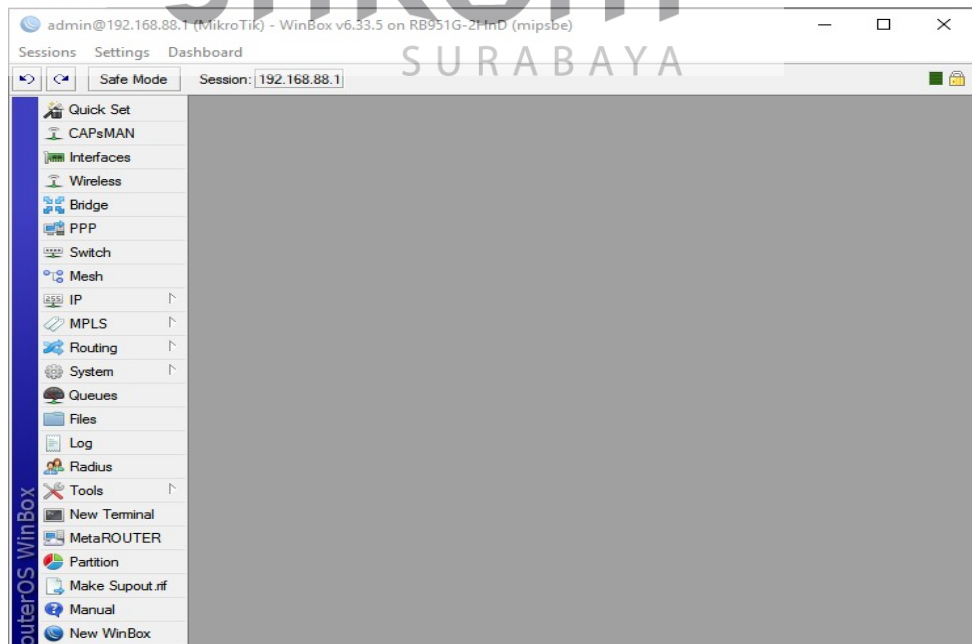 admin@192.168.88.1 (MikroTik) - WinBox v6.33.5 on RB951G-2HnD (mipsbe)
Sessions Settings Dashboard
SURABAYA
Safe Mode Session: 192.168.88.1
Quick Set
CAPsMAN
Interfaces
Wireless
Bridge
PPP
Switch
Mesh
IP
MPLS
Routing
System
Queues
Files
Log
Radius
Tools
New Terminal
MetaROUTER
Partition
Make Supout.rif
Manual
New WinBox
WinBox